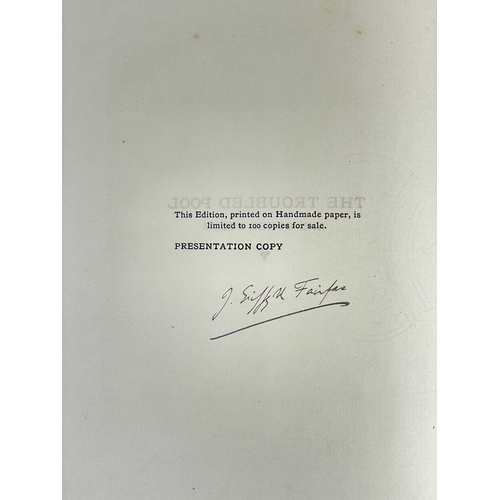 THE TROUBLED POOL
This Edition, printed on Handmade paper, is
limited to 100 copies for sale.
PRESENTATION COPY
J. Griffyth Fairfax